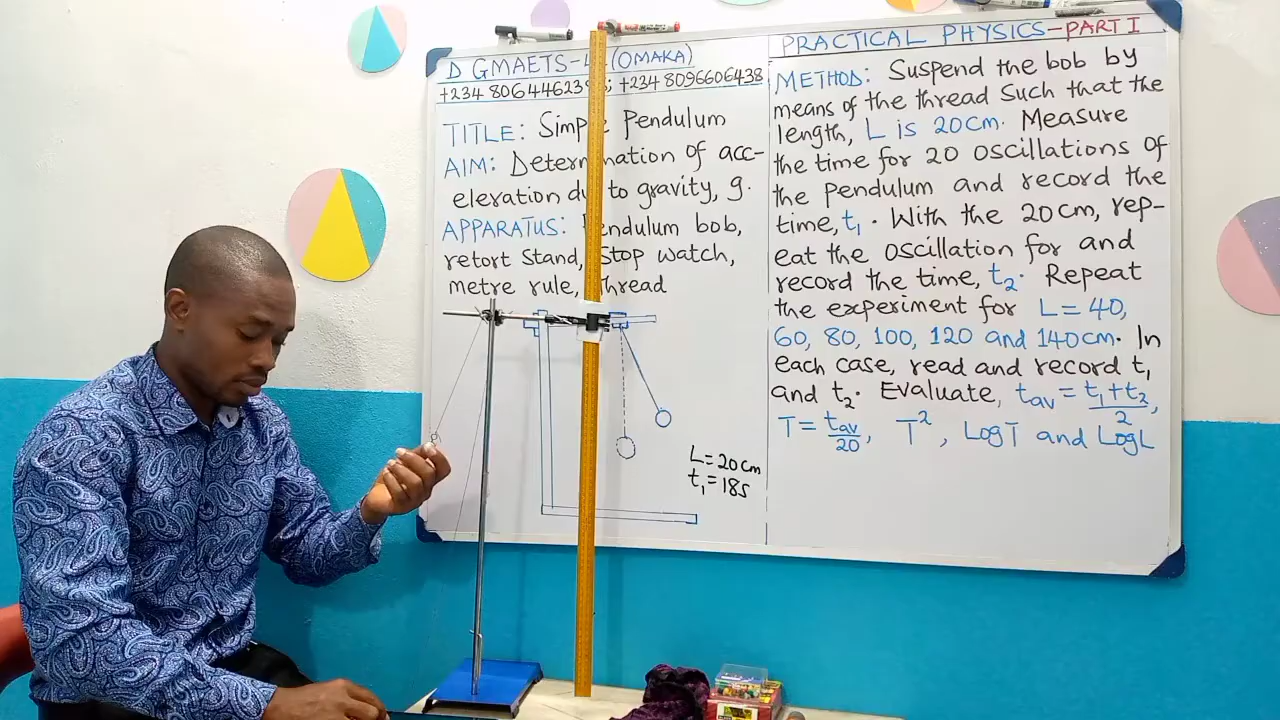 D GMAETS-44 (OMAKA)
+234 806446239; +234 8096606438
TITLE: Simple Pendulum
AIM: Determination of acc-
eleration due to gravity, g.
APPARATUS: Pendulum bob,
retort Stand, Stop watch,
metre rule, thread
L = 20cm
t₁ = 18s
PRACTICAL PHYSICS-PART I
METHOD: Suspend the bob by
means of the thread Such that the
length, L is 20cm. Measure
the time for 20 oscillations of
the Pendulum and record the
time, t₁. With the 20cm, rep-
eat the oscillation for and
record the time, t₂. Repeat
the experiment for L = 40,
60, 80, 100, 120 and 140cm. In
each case, read and record t₁
and t₂. Evaluate, tav = t₁+t₂/2,
T = tav/20, T², LogT and LogL